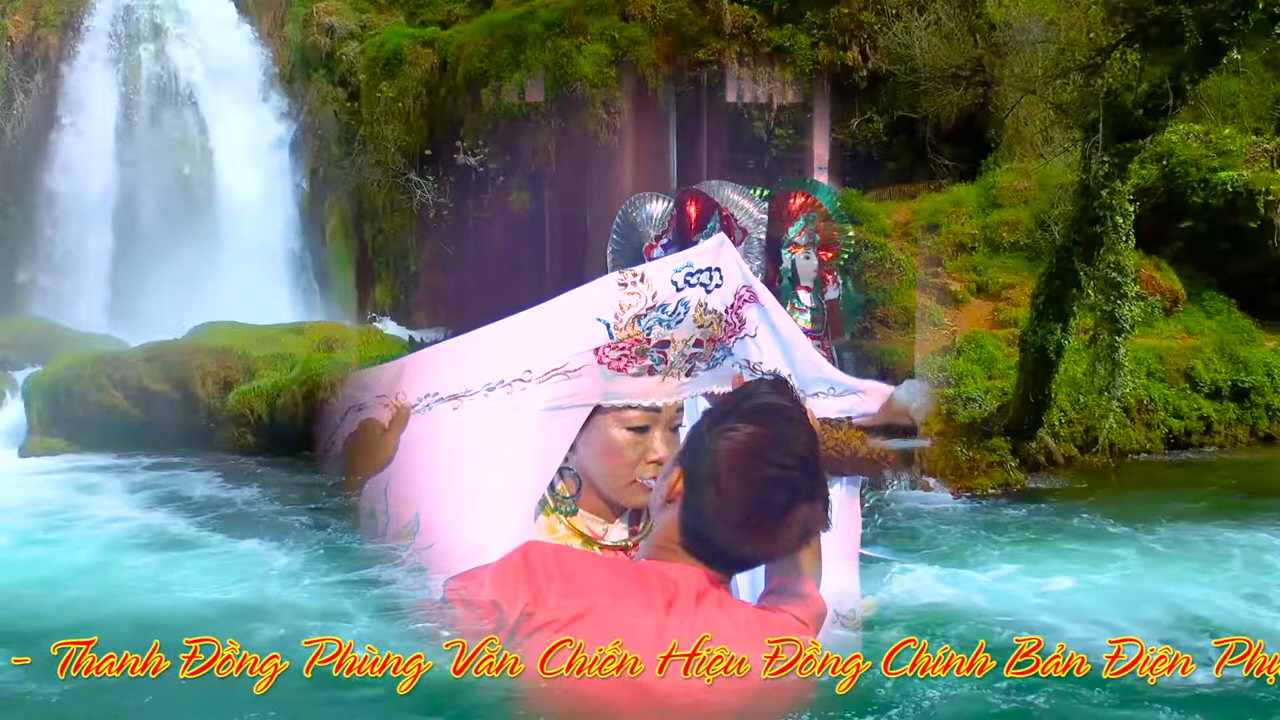 - Thanh Đồng Phùng Văn Chiến Hiệu Đồng Chính Bản Điện